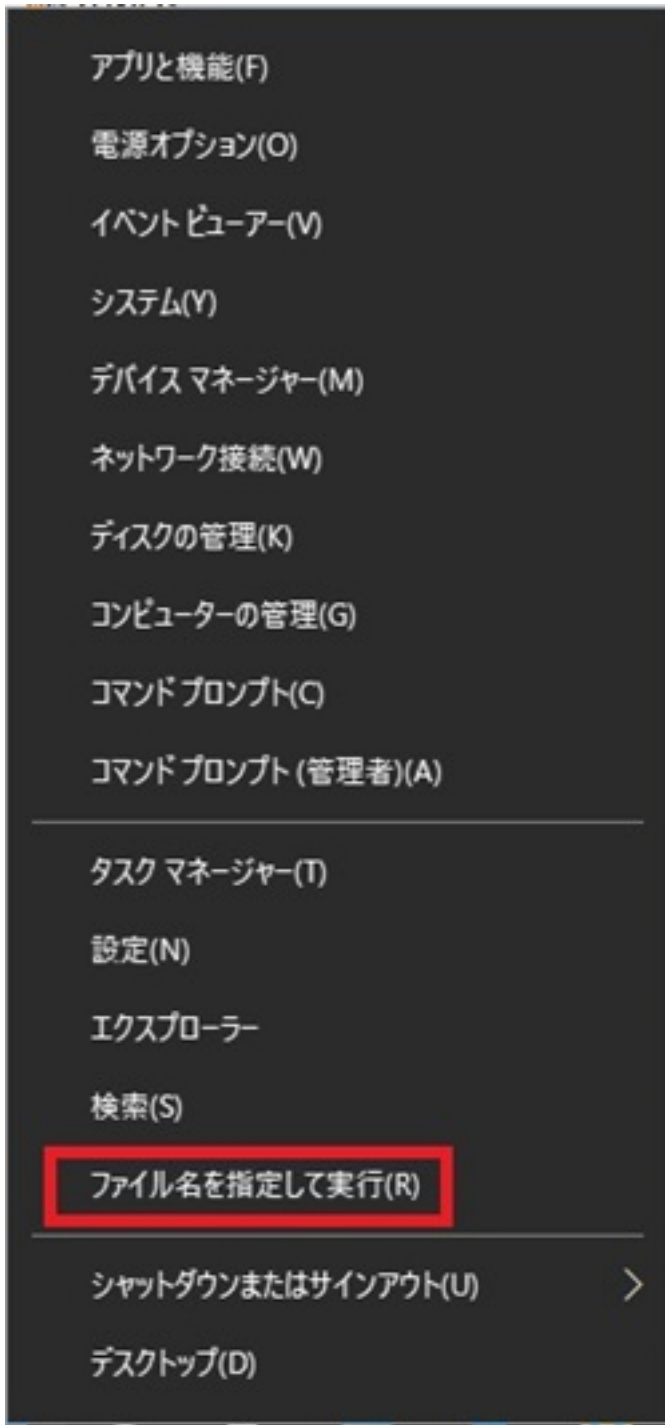 アプリと機能(F)
電源オプション(O)
イベント ビューアー(V)
システム(Y)
デバイス マネージャー(M)
ネットワーク接続(W)
ディスクの管理(K)
コンピューターの管理(G)
コマンド プロンプト(C)
コマンド プロンプト (管理者)(A)
タスク マネージャー(T)
設定(N)
エクスプローラー
検索(S)
ファイル名を指定して実行(R)
シャットダウンまたはサインアウト(U)
デスクトップ(D)